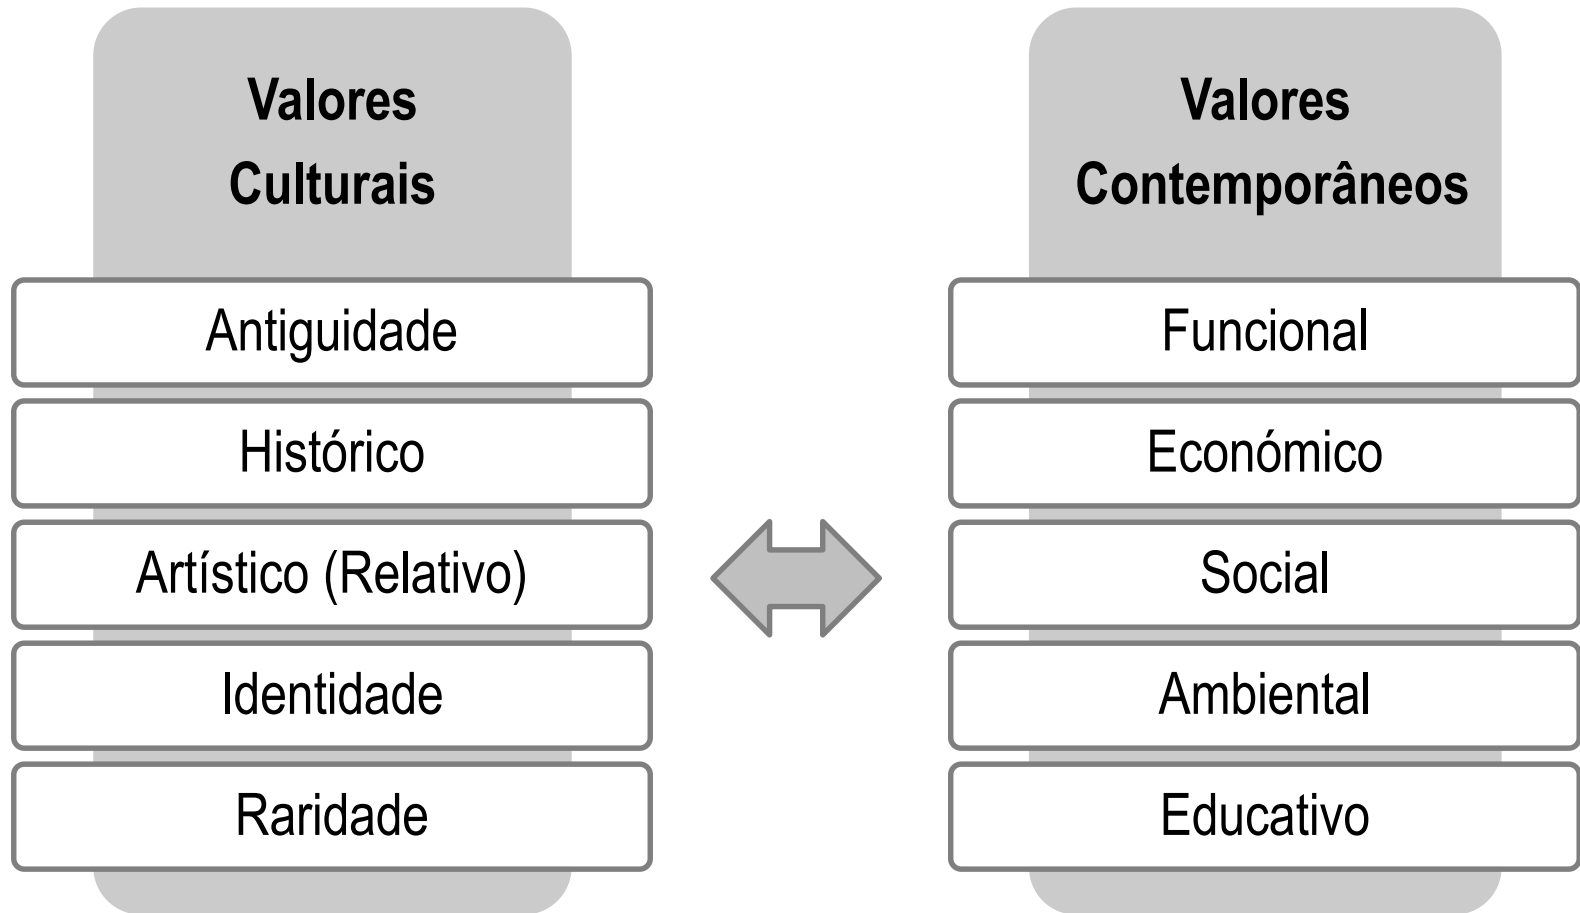 Valores
Culturais
Antiguidade
Histórico
Artístico (Relativo)
Identidade
Raridade
Valores
Contemporâneos
Funcional
Económico
Social
Ambiental
Educativo